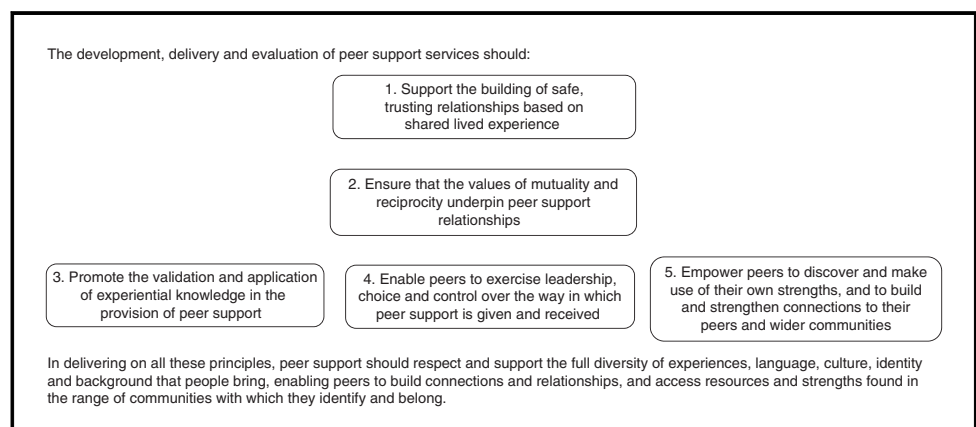 The development, delivery and evaluation of peer support services should:
1. Support the building of safe,
trusting relationships based on
shared lived experience
2. Ensure that the values of mutuality and
reciprocity underpin peer support
relationships
3. Promote the validation and application
of experiential knowledge in the
provision of peer support
4. Enable peers to exercise leadership,
choice and control over the way in which
peer support is given and received
5. Empower peers to discover and make
use of their own strengths, and to build
and strengthen connections to their
peers and wider communities
In delivering on all these principles, peer support should respect and support the full diversity of experiences, language, culture, identity
and background that people bring, enabling peers to build connections and relationships, and access resources and strengths found in
the range of communities with which they identify and belong.